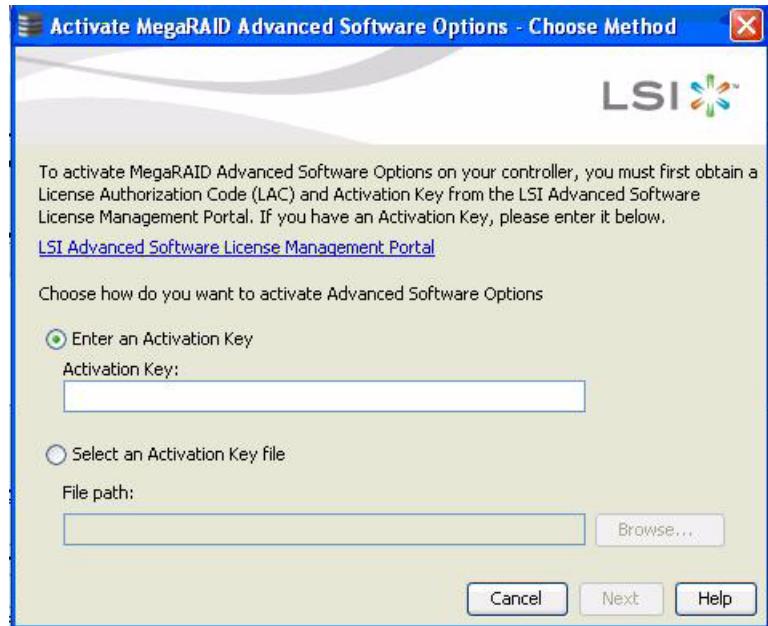 Activate MegaRAID Advanced Software Options - Choose Method
LSI
To activate MegaRAID Advanced Software Options on your controller, you must first obtain a
License Authorization Code (LAC) and Activation Key from the LSI Advanced Software
License Management Portal. If you have an Activation Key, please enter it below.
LSI Advanced Software License Management Portal
Choose how do you want to activate Advanced Software Options
Enter an Activation Key
Activation Key:
Select an Activation Key file
File path:
Browse...
Cancel Next Help